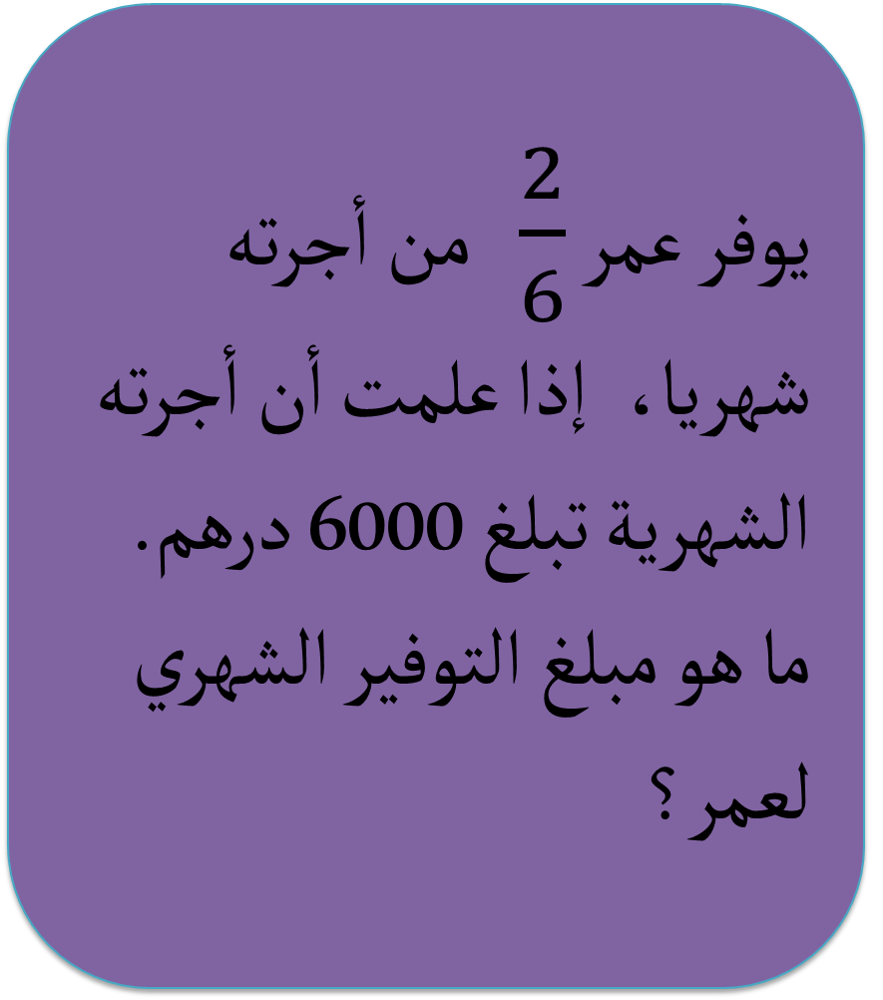 يوفر عمر 2/6 من أجرته
شهريا، إذا علمت أن أجرته
الشهرية تبلغ 6000 درهم.
ما هو مبلغ التوفير الشهري
لعمر؟